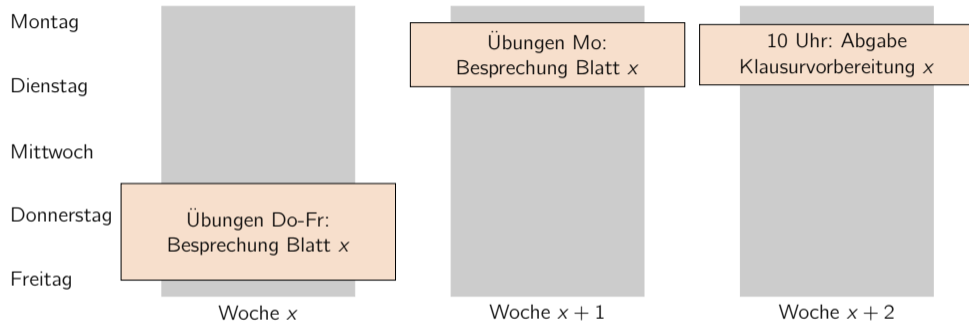 Montag
Dienstag
Mittwoch
Donnerstag
Freitag
Übungen Do-Fr:
Besprechung Blatt x
Woche x
Übungen Mo:
Besprechung Blatt x
Woche x + 1
10 Uhr: Abgabe
Klausurvorbereitung x
Woche x + 2